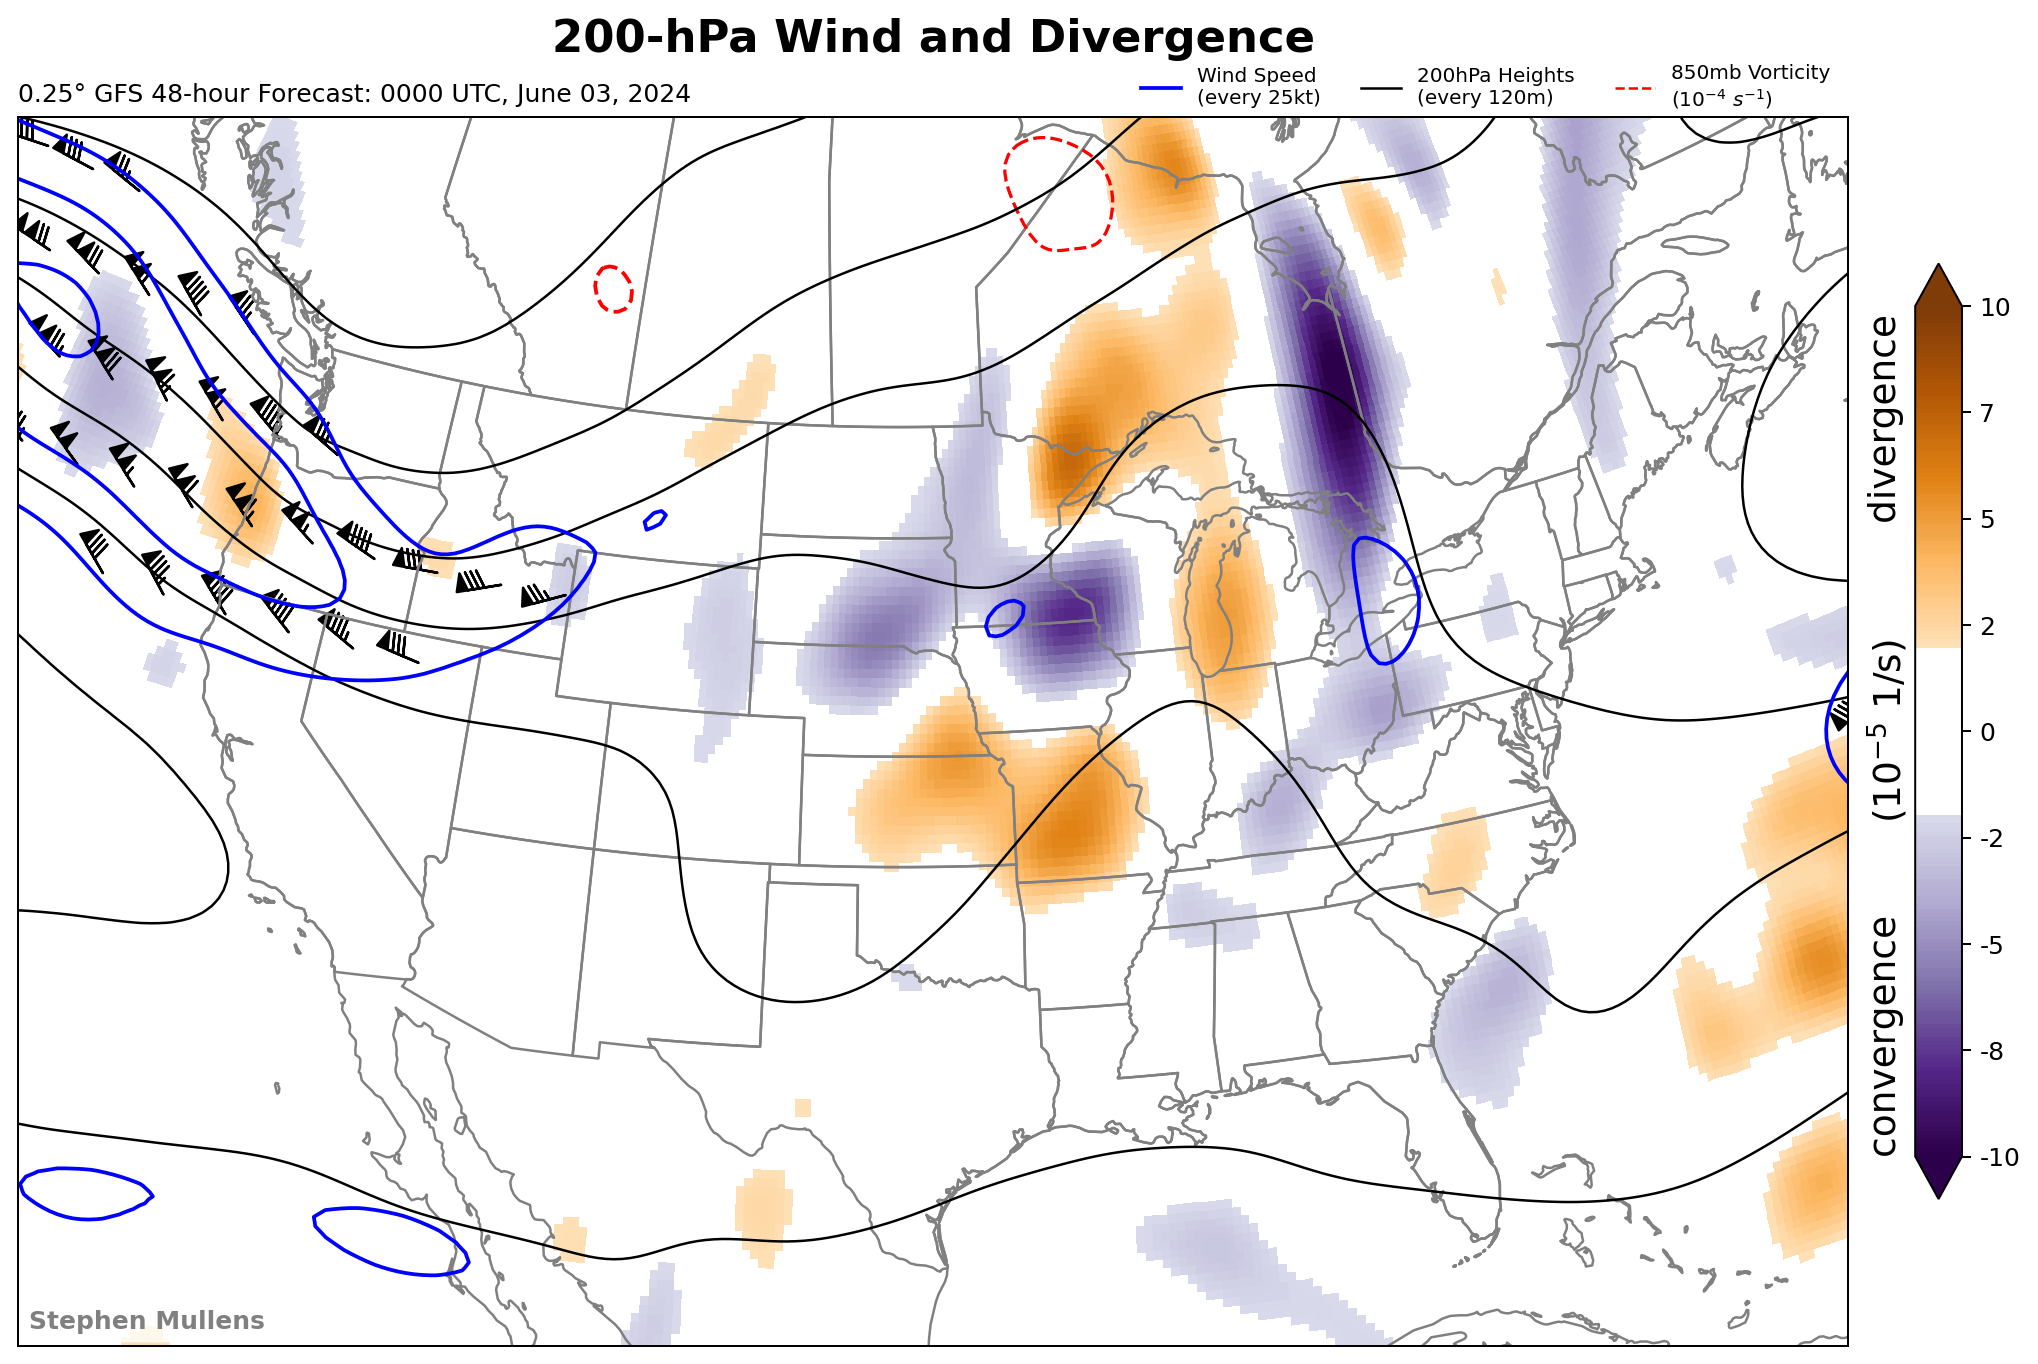 200-hPa Wind and Divergence
0.25° GFS 48-hour Forecast: 0000 UTC, June 03, 2024
Wind Speed
(every 25kt)
200hPa Heights
(every 120m)
850mb Vorticity
(10⁻⁴ s⁻¹)
10
7
5
2
0
-2
-5
-8
-10
convergence (10⁻⁵ 1/s) divergence
Stephen Mullens